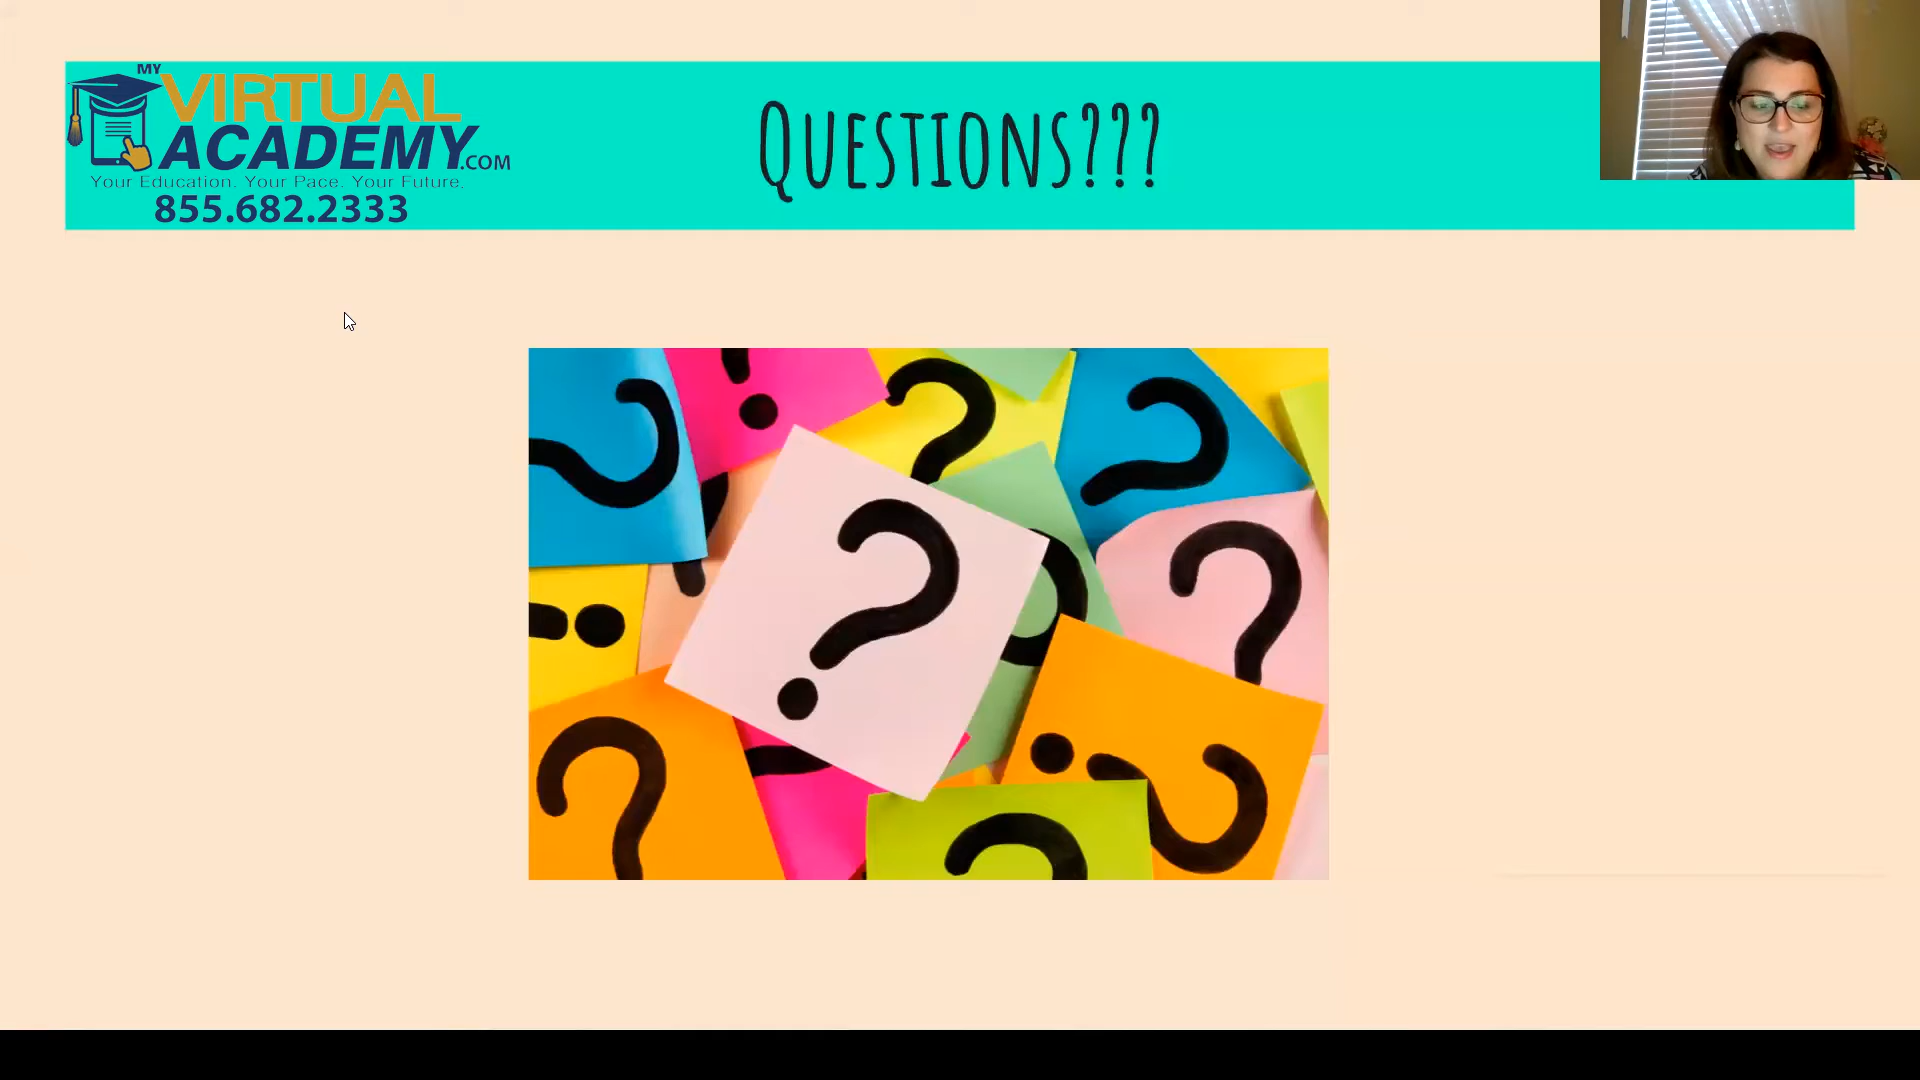 MY
VIRTUAL
ACADEMY.COM
Your Education. Your Pace. Your Future.
855.682.2333
QUESTIONS???
? ! ? ?
? ? ?
? ?
?